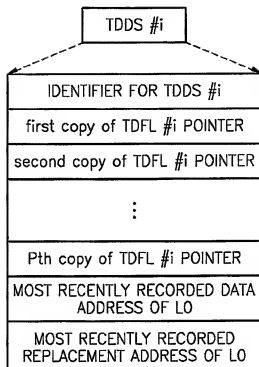 TDDS #i
IDENTIFIER FOR TDDS #i
first copy of TDFL #i POINTER
second copy of TDFL #i POINTER
⋮
Pth copy of TDFL #i POINTER
MOST RECENTLY RECORDED DATA
ADDRESS OF L0
MOST RECENTLY RECORDED
REPLACEMENT ADDRESS OF L0